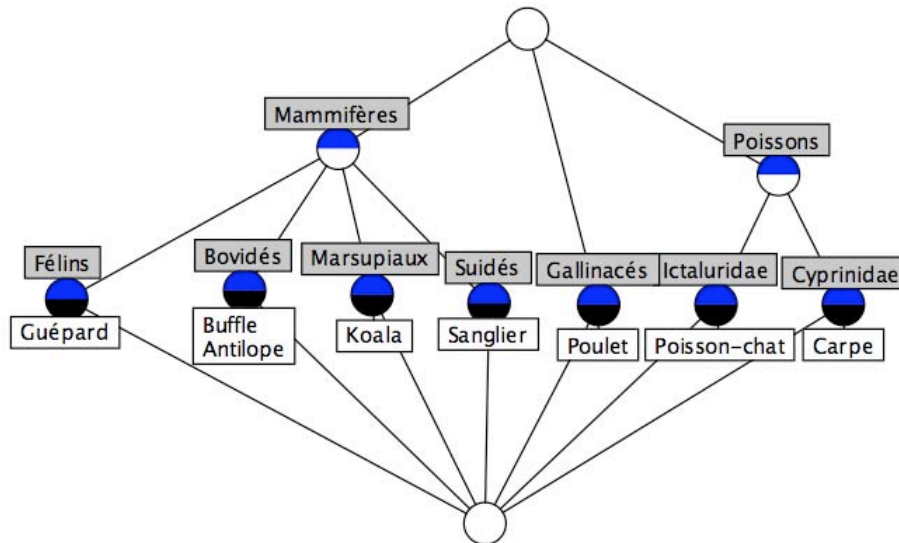 Mammifères
Poissons
Félins
Bovidés
Marsupiaux
Suidés
Gallinacés
Ictaluridae
Cyprinidae
Guépard
Buffle
Antilope
Koala
Sanglier
Poulet
Poisson-chat
Carpe